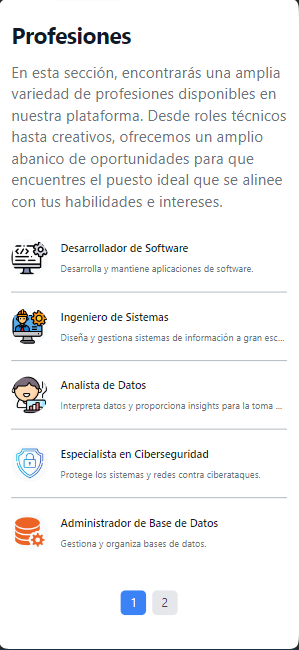 Profesiones
En esta sección, encontrarás una amplia
variedad de profesiones disponibles en
nuestra plataforma. Desde roles técnicos
hasta creativos, ofrecemos un amplio
abanico de oportunidades para que
encuentres el puesto ideal que se alinee
con tus habilidades e intereses.
Desarrollador de Software
Desarrolla y mantiene aplicaciones de software.
Ingeniero de Sistemas
Diseña y gestiona sistemas de información a gran esc...
Analista de Datos
Interpreta datos y proporciona insights para la toma ...
Especialista en Ciberseguridad
Protege los sistemas y redes contra ciberataques.
Administrador de Base de Datos
Gestiona y organiza bases de datos.
1 2